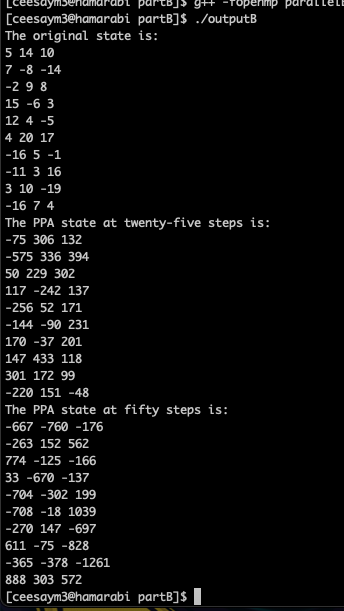 [ceesaym3@hamarabi partB]$ g++ -fopenmp parallelB
[ceesaym3@hamarabi partB]$ ./outputB
The original state is:
5 14 10
7 -8 -14
-2 9 8
15 -6 3
12 4 -5
4 20 17
-16 5 -1
-11 3 16
3 10 -19
-16 7 4
The PPA state at twenty-five steps is:
-75 306 132
-575 336 394
50 229 302
117 -242 137
-256 52 171
-144 -90 231
170 -37 201
147 433 118
301 172 99
-220 151 -48
The PPA state at fifty steps is:
-667 -760 -176
-263 152 562
774 -125 -166
33 -670 -137
-704 -302 199
-708 -18 1039
-270 147 -697
611 -75 -828
-365 -378 -1261
888 303 572
[ceesaym3@hamarabi partB]$